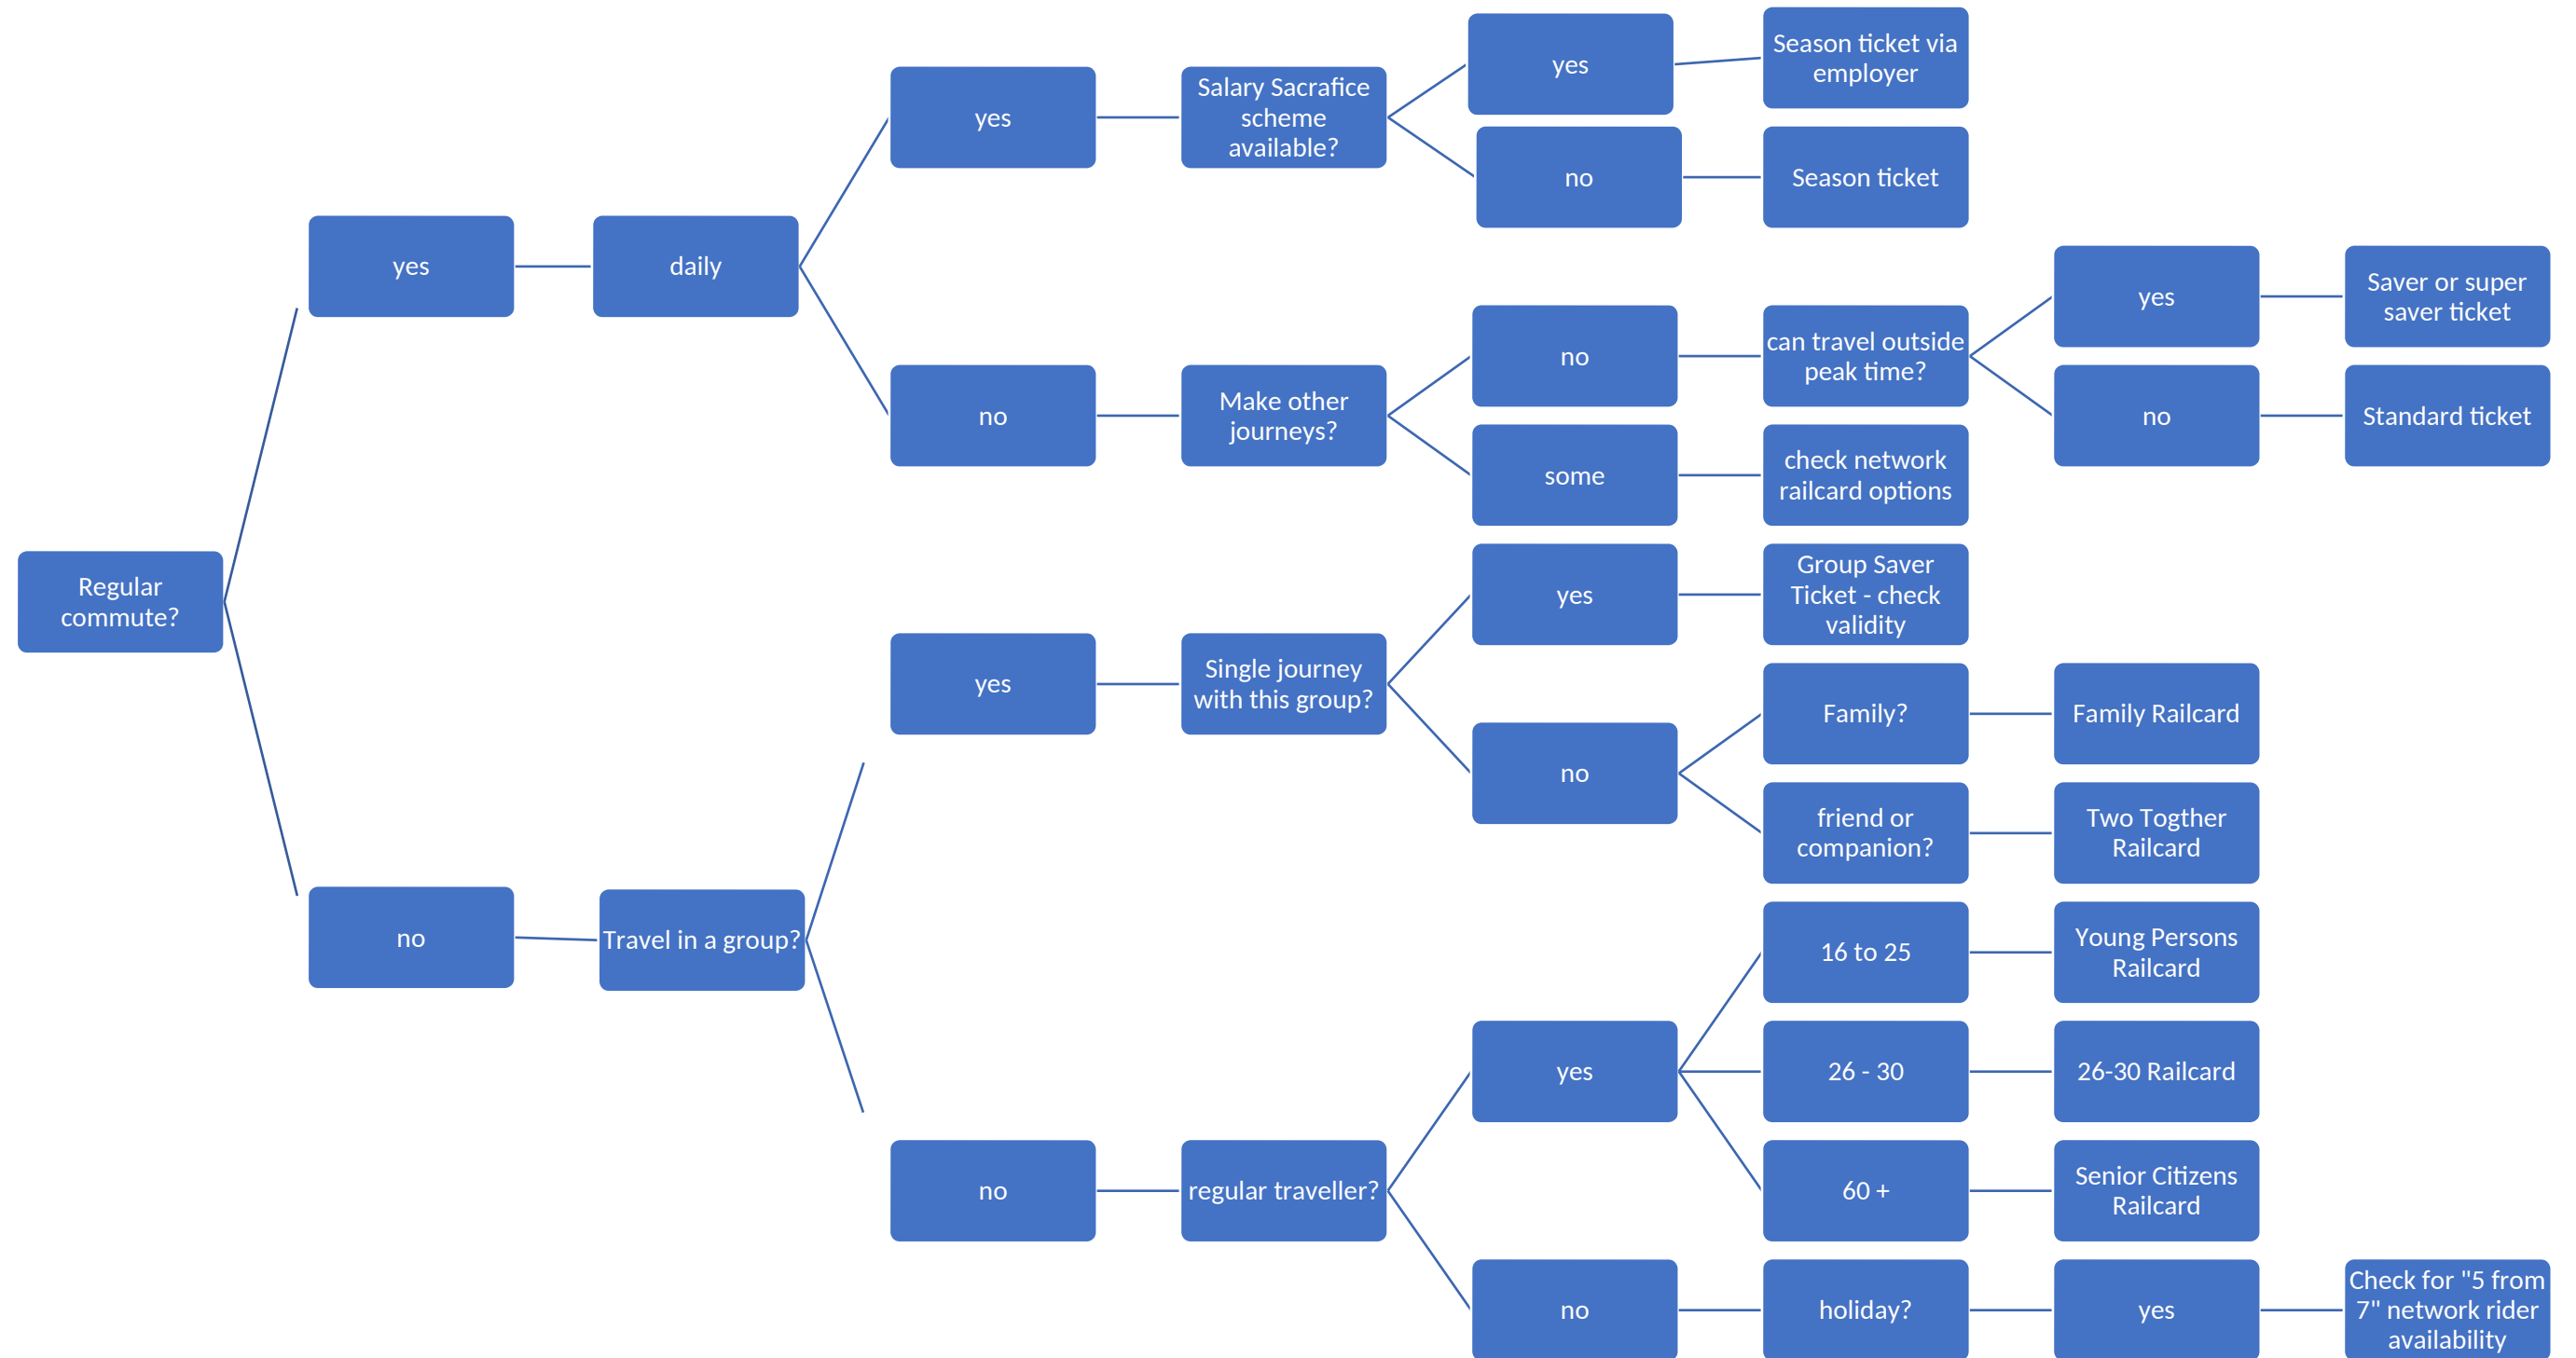 Regular
commute?
yes
daily
yes
Salary Sacrafice
scheme
available?
yes
Season ticket via
employer
no
Season ticket
no
Make other
journeys?
no
can travel outside
peak time?
yes
Saver or super
saver ticket
no
Standard ticket
some
check network
railcard options
no
Travel in a group?
yes
Single journey
with this group?
yes
Group Saver
Ticket - check
validity
no
Family?
Family Railcard
friend or
companion?
Two Togther
Railcard
no
regular traveller?
yes
16 to 25
Young Persons
Railcard
26 - 30
26-30 Railcard
60 +
Senior Citizens
Railcard
no
holiday?
yes
Check for "5 from
7" network rider
availability